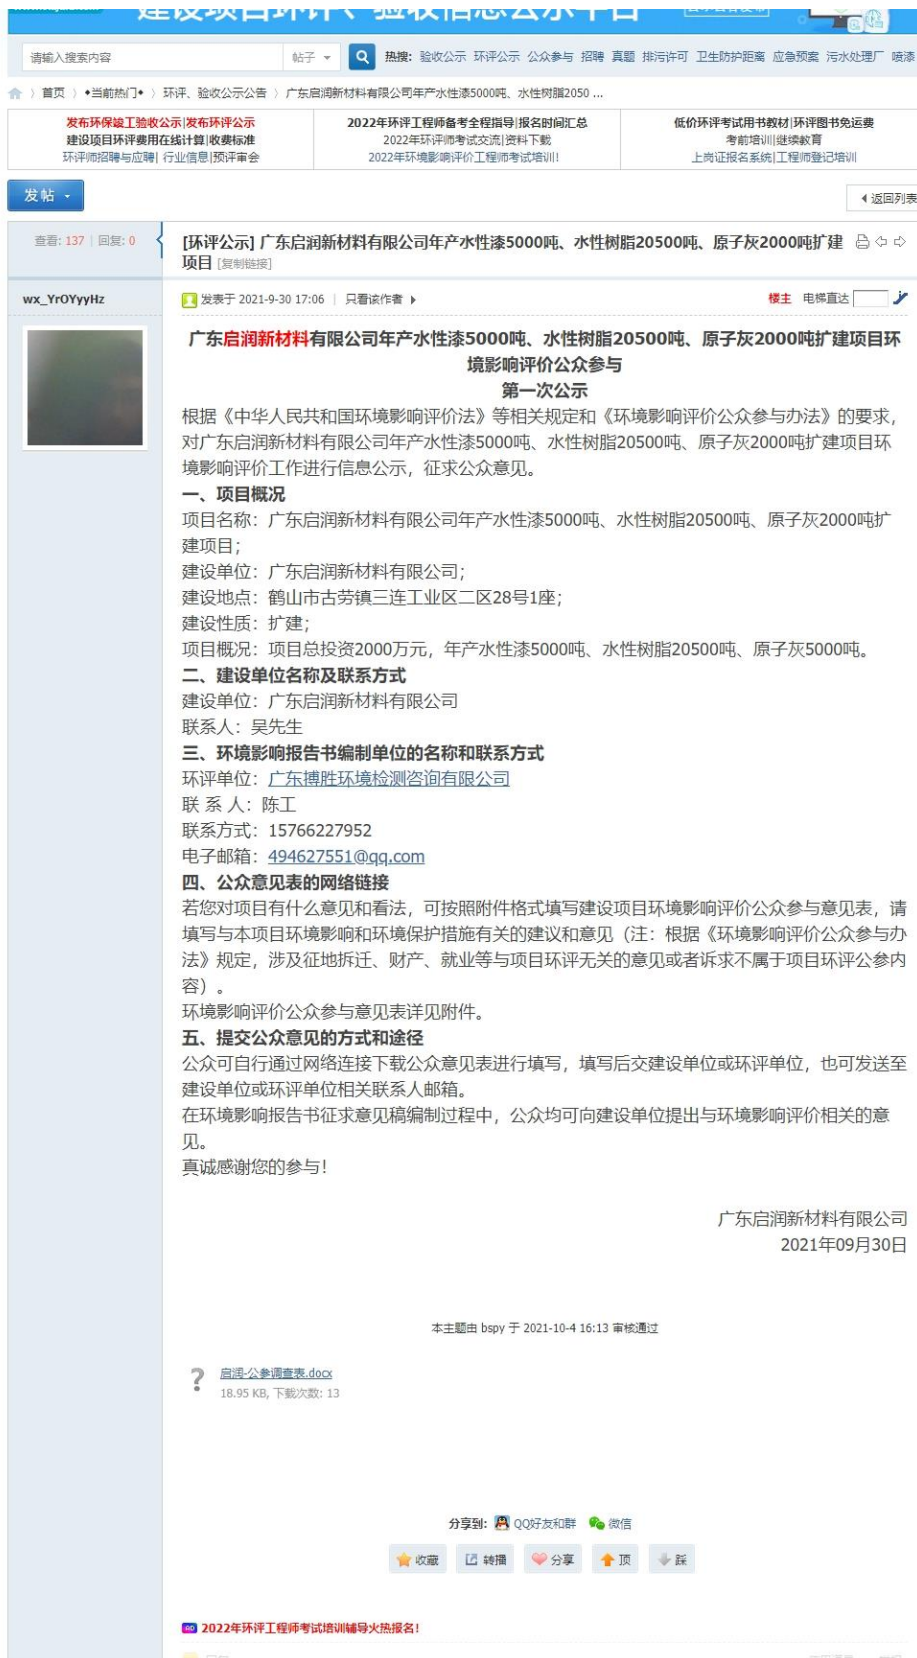 建设项目环评、验收信息公示平台
请输入搜索内容 帖子 热搜: 验收公示 环评公示 公众参与 招聘 真题 排污许可 卫生防护距离 应急预案 污水处理厂 喷漆
首页 〉 •当前热门• 〉 环评、验收公示公告 〉 广东启润新材料有限公司年产水性漆5000吨、水性树脂2050 ...
发布环保竣工验收公示|发布环评公示 2022年环评工程师备考全程指导|报名时间汇总 低价环评考试用书教材|环评图书免运费
建设项目环评费用在线计算|收费标准 2022年环评师考试交流|资料下载 考前培训|继续教育
环评师招聘与应聘| 行业信息|预评审会 2022年环境影响评价工程师考试培训! 上岗证报名系统|工程师登记培训
发帖 返回列表
查看: 137 | 回复: 0 [环评公示] 广东启润新材料有限公司年产水性漆5000吨、水性树脂20500吨、原子灰2000吨扩建
项目 [复制链接]
wx_YrOYyyHz 发表于 2021-9-30 17:06 | 只看该作者 楼主 电梯直达
广东启润新材料有限公司年产水性漆5000吨、水性树脂20500吨、原子灰2000吨扩建项目环
境影响评价公众参与
第一次公示
根据《中华人民共和国环境影响评价法》等相关规定和《环境影响评价公众参与办法》的要求，
对广东启润新材料有限公司年产水性漆5000吨、水性树脂20500吨、原子灰2000吨扩建项目环
境影响评价工作进行信息公示，征求公众意见。
一、项目概况
项目名称：广东启润新材料有限公司年产水性漆5000吨、水性树脂20500吨、原子灰2000吨扩
建项目；
建设单位：广东启润新材料有限公司；
建设地点：鹤山市古劳镇三连工业区二区28号1座；
建设性质：扩建；
项目概况：项目总投资2000万元，年产水性漆5000吨、水性树脂20500吨、原子灰5000吨。
二、建设单位名称及联系方式
建设单位：广东启润新材料有限公司
联系人：吴先生
三、环境影响报告书编制单位的名称和联系方式
环评单位：广东博胜环境检测咨询有限公司
联 系 人：陈工
联系方式：15766227952
电子邮箱：494627551@qq.com
四、公众意见表的网络链接
若您对项目有什么意见和看法，可按照附件格式填写建设项目环境影响评价公众参与意见表，请
填写与本项目环境影响和环境保护措施有关的建议和意见（注：根据《环境影响评价公众参与办
法》规定，涉及征地拆迁、财产、就业等与项目环评无关的意见或者诉求不属于项目环评公参内
容）。
环境影响评价公众参与意见表详见附件。
五、提交公众意见的方式和途径
公众可自行通过网络连接下载公众意见表进行填写，填写后交建设单位或环评单位，也可发送至
建设单位或环评单位相关联系人邮箱。
在环境影响报告书征求意见稿编制过程中，公众均可向建设单位提出与环境影响评价相关的意
见。
真诚感谢您的参与！
广东启润新材料有限公司
2021年09月30日
本主题由 bspy 于 2021-10-4 16:13 审核通过
启润-公参调查表.docx
18.95 KB, 下载次数: 13
分享到: QQ好友和群 微信
收藏 转播 分享 顶 踩
AD 2022年环评工程师考试培训辅导火热报名!